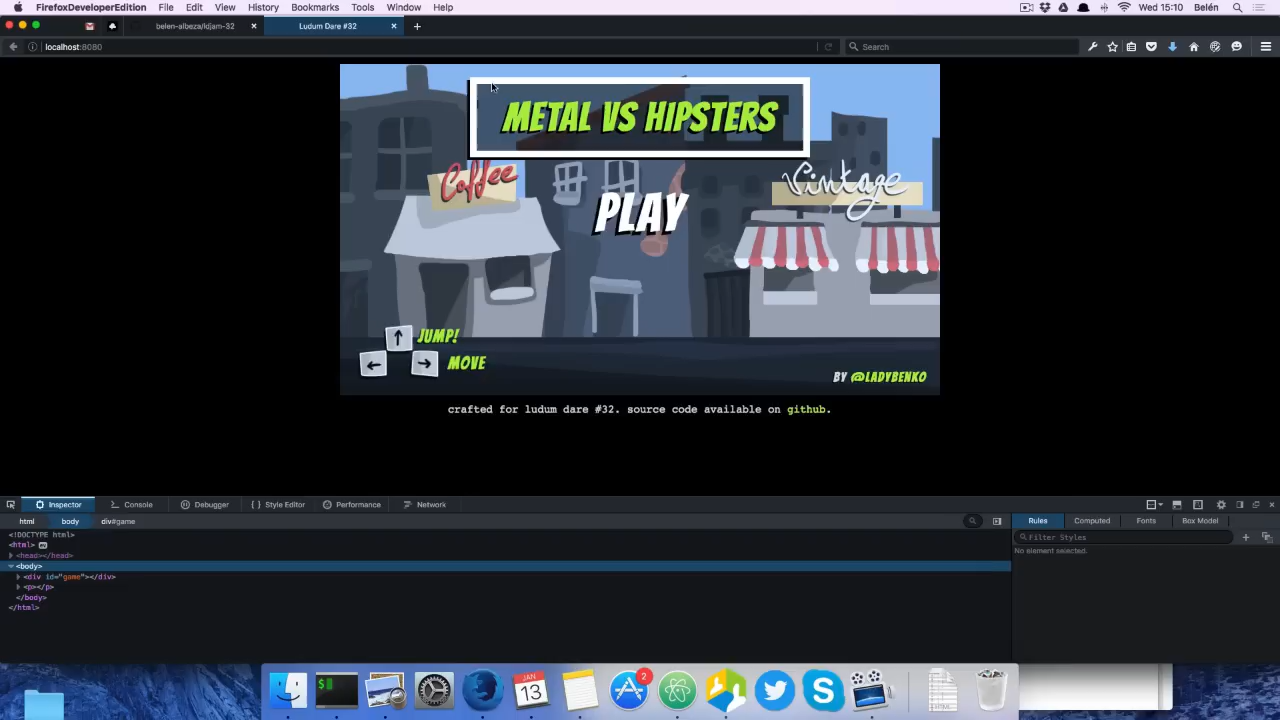 FirefoxDeveloperEdition File Edit View History Bookmarks Tools Window Help Wed 15:10 Belén
belen-albeza/ldjam-32 Ludum Dare #32
localhost:8080 Search
METAL VS HIPSTERS
Coffee
Vintage
PLAY
JUMP!
MOVE
BY @LADYBENKO
crafted for ludum dare #32. source code available on github.
Inspector Console Debugger Style Editor Performance Network
html body div#game Rules Computed Fonts Box Model
<!DOCTYPE html> Filter Styles
<html> ev No element selected.
<head></head>
<body>
<div id="game"></div>
<p></p>
</body>
</html>
JAN
13
2